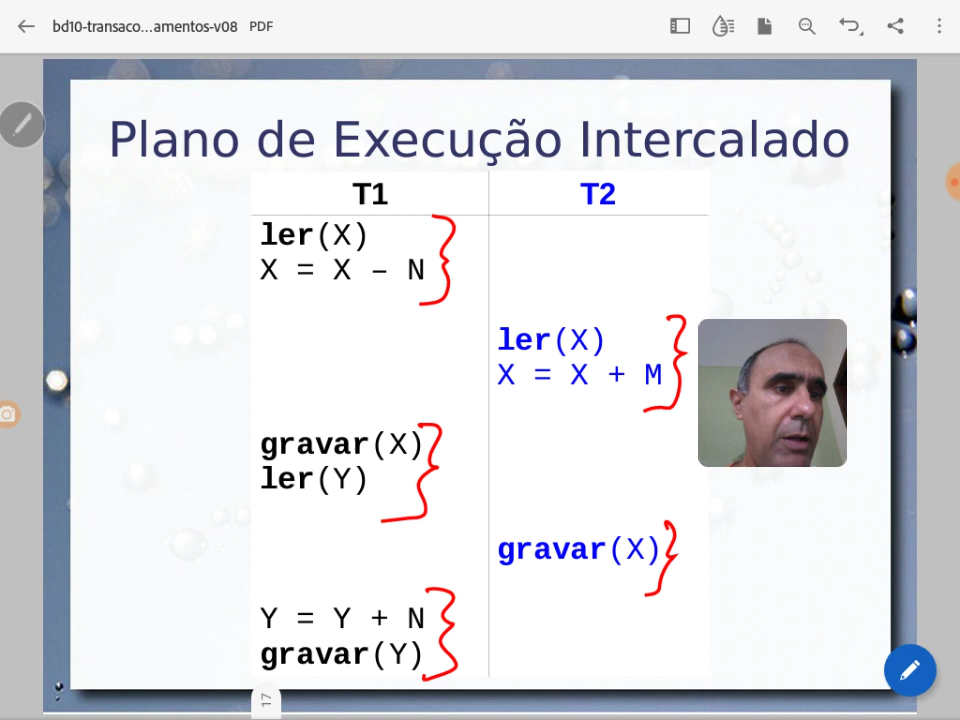 bd10-transaco...amentos-v08 PDF
Plano de Execução Intercalado
T1 T2
ler(X)
X = X – N
ler(X)
X = X + M
gravar(X)
ler(Y)
gravar(X)
Y = Y + N
gravar(Y)
17